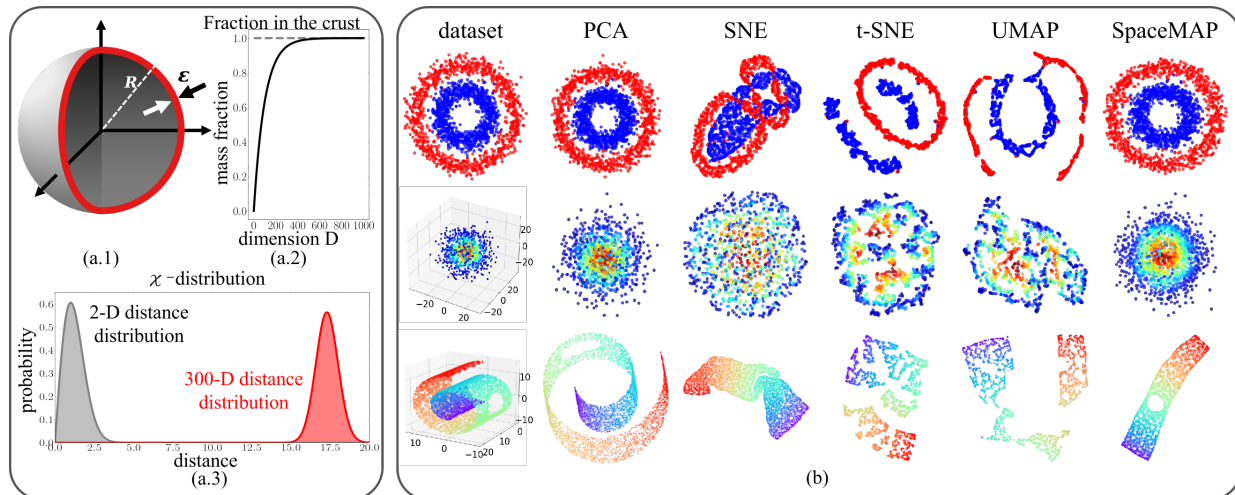 R
ε
(a.1)
Fraction in the crust
mass fraction
1.0
0.8
0.6
0.4
0.2
0.0
0 200 400 600 800 1000
dimension D
(a.2)
χ-distribution
probability
0.6
0.5
0.4
0.3
0.2
0.1
0.0
2-D distance
distribution
300-D distance
distribution
0.0 2.5 5.0 7.5 10.0 12.5 15.0 17.5 20.0
distance
(a.3)
dataset PCA SNE t-SNE UMAP SpaceMAP
20
0
−20
−20 0 20 −20 0 20
10
0
−10
10 0 −10 0 20
(b)